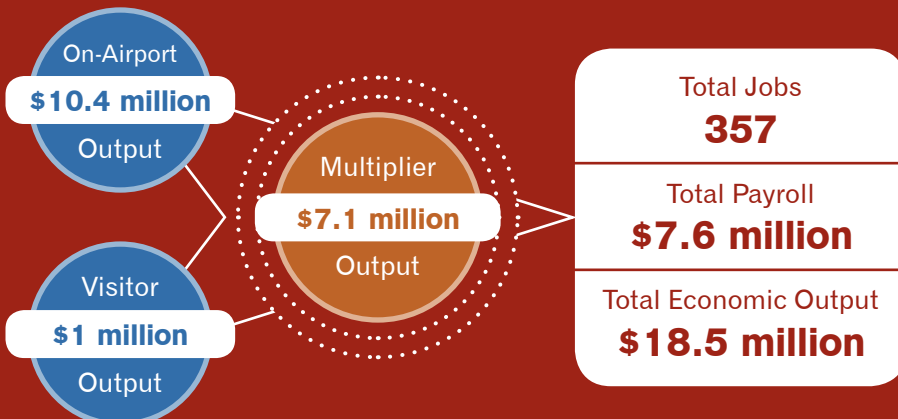 On-Airport
$10.4 million
Output
Visitor
$1 million
Output
Multiplier
$7.1 million
Output
Total Jobs
357
Total Payroll
$7.6 million
Total Economic Output
$18.5 million